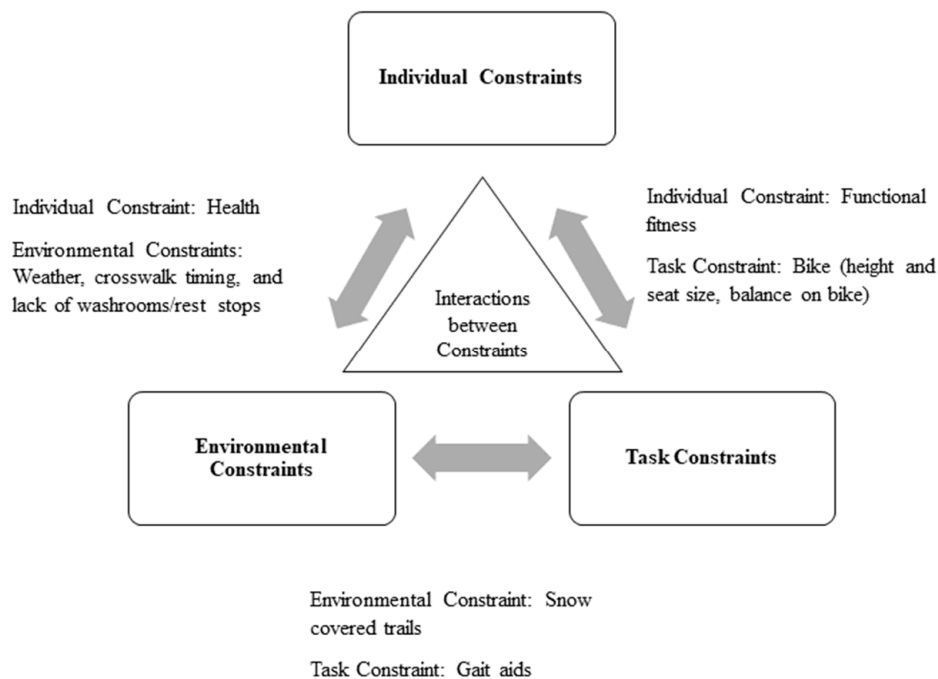 Individual Constraints
Individual Constraint: Health
Environmental Constraints:
Weather, crosswalk timing, and
lack of washrooms/rest stops
Individual Constraint: Functional
fitness
Task Constraint: Bike (height and
seat size, balance on bike)
Interactions
between
Constraints
Environmental
Constraints
Task Constraints
Environmental Constraint: Snow
covered trails
Task Constraint: Gait aids